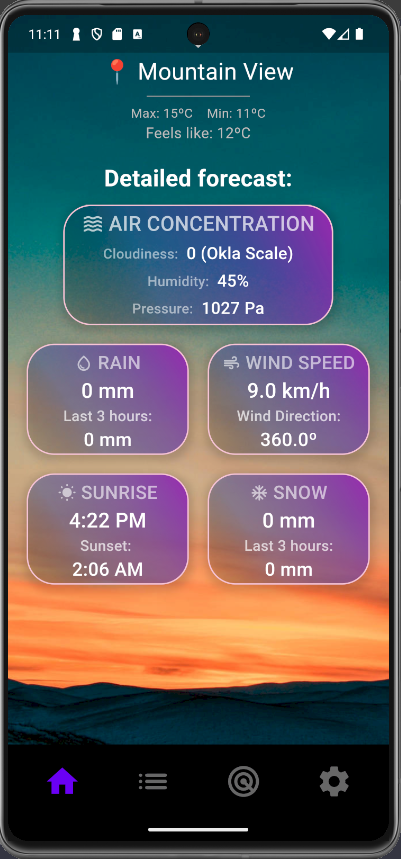 11:11
Mountain View
Max: 15ºC Min: 11ºC
Feels like: 12ºC
Detailed forecast:
AIR CONCENTRATION
Cloudiness: 0 (Okla Scale)
Humidity: 45%
Pressure: 1027 Pa
RAIN
0 mm
Last 3 hours:
0 mm
WIND SPEED
9.0 km/h
Wind Direction:
360.0º
SUNRISE
4:22 PM
Sunset:
2:06 AM
SNOW
0 mm
Last 3 hours:
0 mm